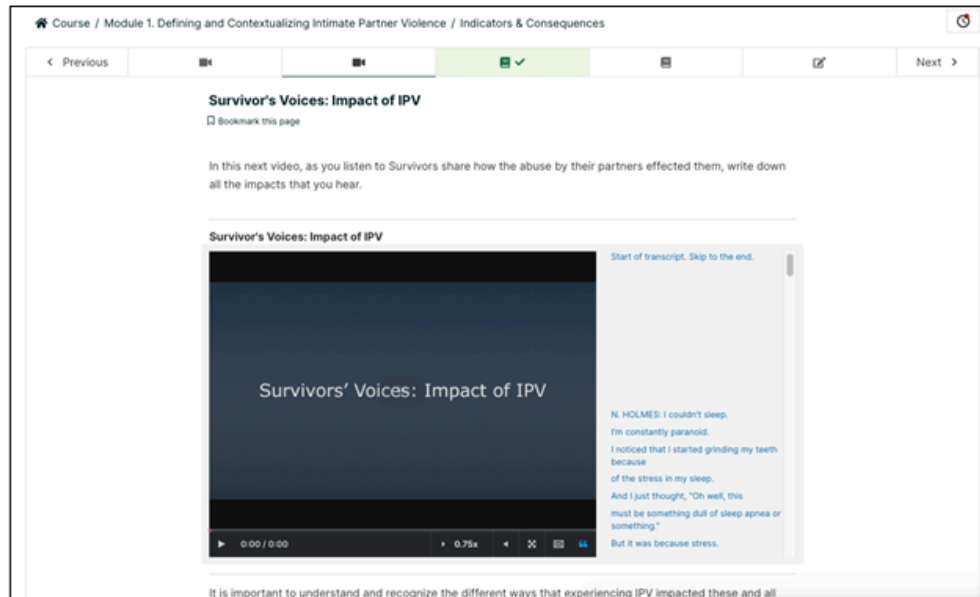 Course / Module 1. Defining and Contextualizing Intimate Partner Violence / Indicators & Consequences
< Previous
Next >
Survivor's Voices: Impact of IPV
Bookmark this page
In this next video, as you listen to Survivors share how the abuse by their partners effected them, write down
all the impacts that you hear.
Survivor's Voices: Impact of IPV
Survivors' Voices: Impact of IPV
0:00 / 0:00
0.75x
Start of transcript. Skip to the end.
N. HOLMES: I couldn't sleep.
I'm constantly paranoid.
I noticed that I started grinding my teeth
because
of the stress in my sleep.
And I just thought, "Oh well, this
must be something dull of sleep apnea or
something."
But it was because stress.
It is important to understand and recognize the different ways that experiencing IPV impacted these and all